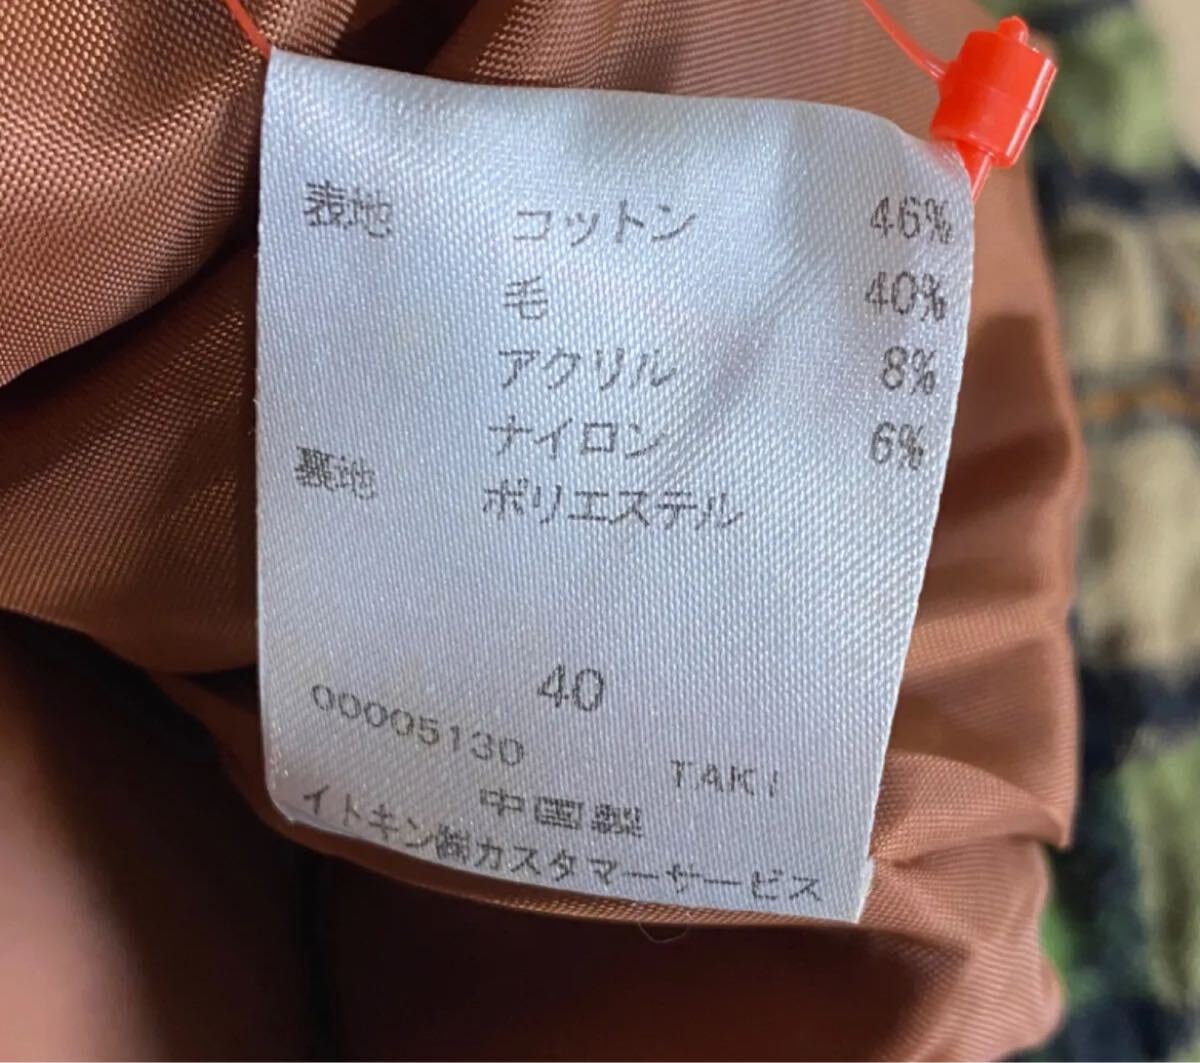 表地 コットン 46%
毛 40%
アクリル 8%
ナイロン 6%
裏地 ポリエステル
40
00005130 TAKI
中国製
イトキン㈱カスタマーサービス